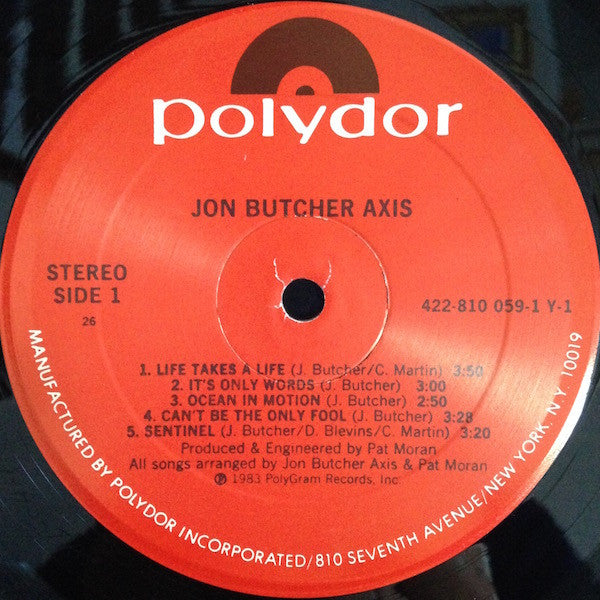 polydor
JON BUTCHER AXIS
STEREO
SIDE 1
26
422-810 059-1 Y-1
1. LIFE TAKES A LIFE (J. Butcher/C. Martin) 3:50
2. IT'S ONLY WORDS (J. Butcher) 3:00
3. OCEAN IN MOTION (J. Butcher) 2:50
4. CAN'T BE THE ONLY FOOL (J. Butcher) 3:28
5. SENTINEL (J. Butcher/D. Blevins/C. Martin) 3:20
Produced & Engineered by Pat Moran
All songs arranged by Jon Butcher Axis & Pat Moran
℗ 1983 PolyGram Records, Inc.
MANUFACTURED BY POLYDOR INCORPORATED/810 SEVENTH AVENUE/NEW YORK. N.Y. 10019